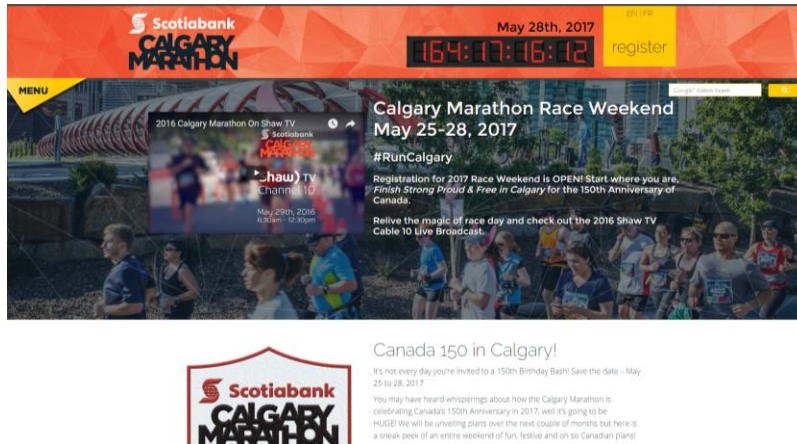 Scotiabank
CALGARY
MARATHON
May 28th, 2017
164:17:16:12
EN | FR
register
MENU
Google Custom Search
2016 Calgary Marathon On Shaw TV
Scotiabank
CALGARY
MARATHON
Shaw) TV
Channel 10
May 29th, 2016
6:30am - 12:30pm
Calgary Marathon Race Weekend
May 25-28, 2017
#RunCalgary
Registration for 2017 Race Weekend is OPEN! Start where you are,
Finish Strong Proud & Free in Calgary for the 150th Anniversary of
Canada.
Relive the magic of race day and check out the 2016 Shaw TV
Cable 10 Live Broadcast.
Scotiabank
CALGARY
MARATHON
Canada 150 in Calgary!
It's not every day you're invited to a 150th Birthday Bash! Save the date – May
25 to 28, 2017
You may have heard whisperings about how the Calgary Marathon is
celebrating Canada's 150th Anniversary in 2017, well it's going to be
HUGE! We will be unveiling plans over the next couple of months but here is
a sneak peek of an entire weekend of fun, festive and oh so Canadian plans!